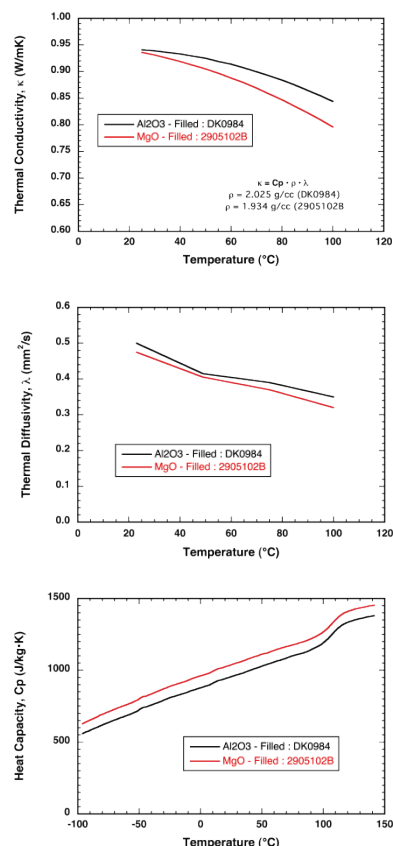 1.00
0.95
0.90
0.85
0.80
0.75
0.70
0.65
0.60
Thermal Conductivity, κ (W/mK)
Al2O3 - Filled : DK0984
MgO - Filled : 2905102B
κ = Cp · ρ · λ
ρ = 2.025 g/cc (DK0984)
ρ = 1.934 g/cc (2905102B
0 20 40 60 80 100 120
Temperature (°C)
0.6
0.5
0.4
0.3
0.2
0.1
0.0
Thermal Diffusivity, λ (mm²/s)
Al2O3 - Filled : DK0984
MgO - Filled : 2905102B
0 20 40 60 80 100 120
Temperature (°C)
1500
1000
500
0
Heat Capacity, Cp (J/kg·K)
Al2O3 - Filled : DK0984
MgO - Filled : 2905102B
-100 -50 0 50 100 150
Temperature (°C)